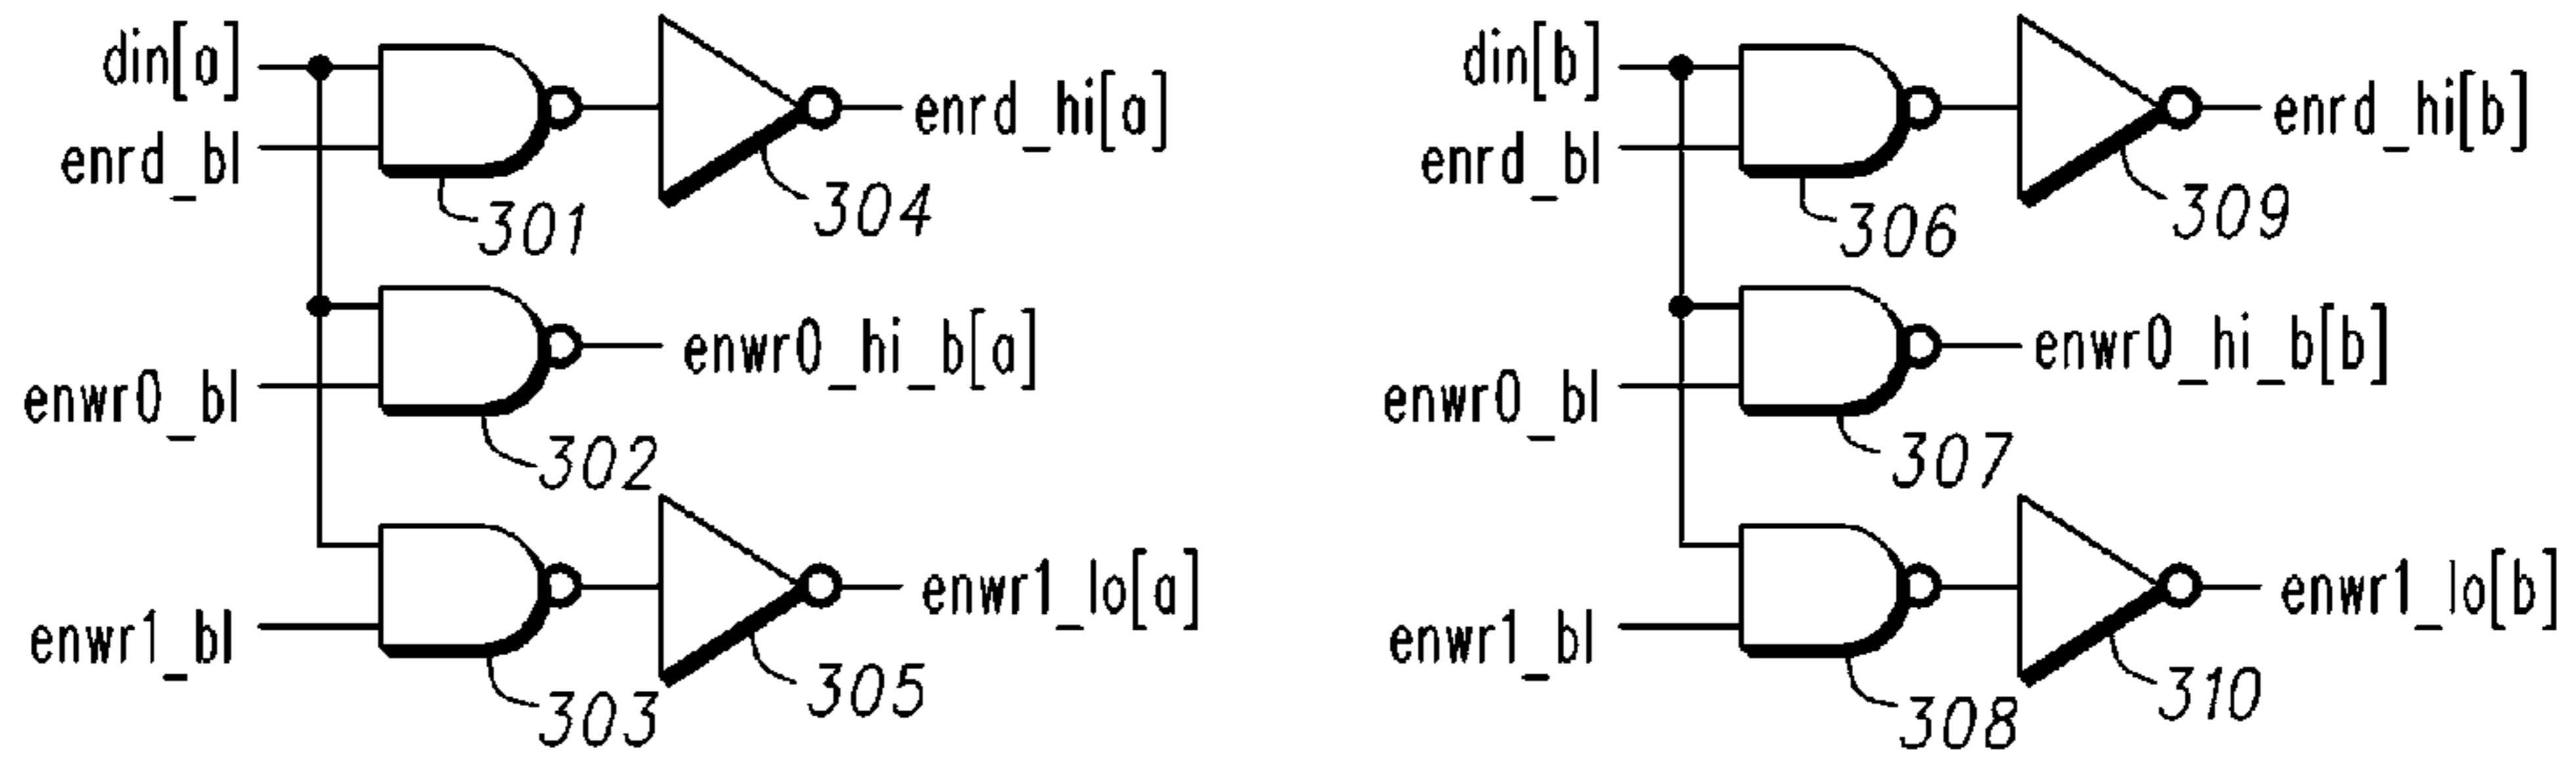 din[a]
enrd_bl
301
304
enrd_hi[a]
enwr0_bl
302
enwr0_hi_b[a]
enwr1_bl
303
305
enwr1_lo[a]
din[b]
enrd_bl
306
309
enrd_hi[b]
enwr0_bl
307
enwr0_hi_b[b]
enwr1_bl
308
310
enwr1_lo[b]